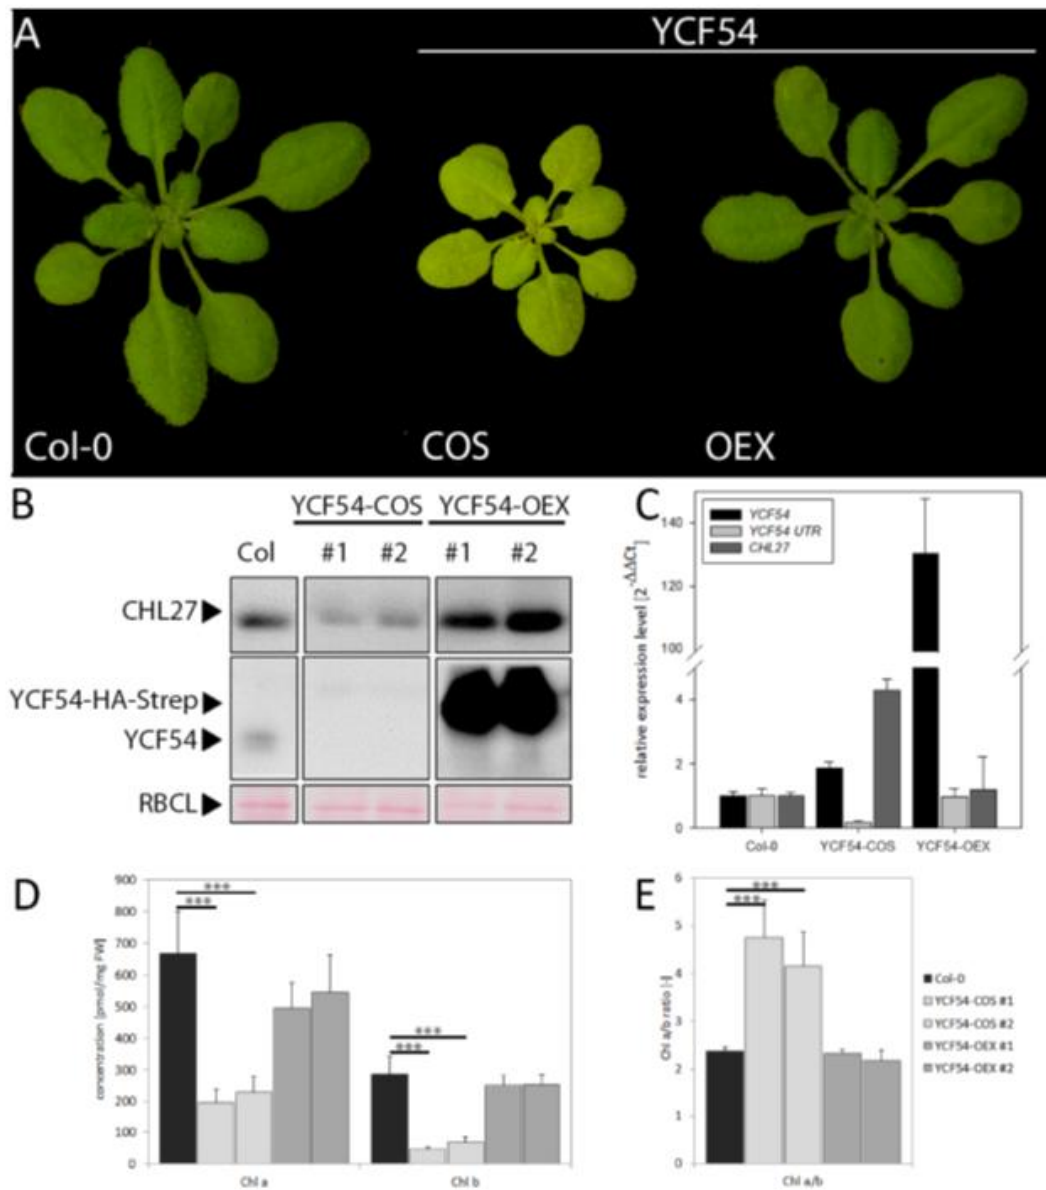 A
YCF54
Col-0
COS
OEX
B
YCF54-COS
YCF54-OEX
Col
#1
#2
#1
#2
CHL27
YCF54-HA-Strep
YCF54
RBCL
C
YCF54
YCF54 UTR
CHL27
relative expression level [2^-ΔΔCt]
140
120
100
4
2
0
Col-0
YCF54-COS
YCF54-OEX
D
concentration [pmol/mg FW]
900
800
700
600
500
400
300
200
100
0
***
***
***
***
Chl a
Chl b
E
Chl a/b ratio [-]
6
5
4
3
2
1
0
***
***
Chl a/b
Col-0
YCF54-COS #1
YCF54-COS #2
YCF54-OEX #1
YCF54-OEX #2